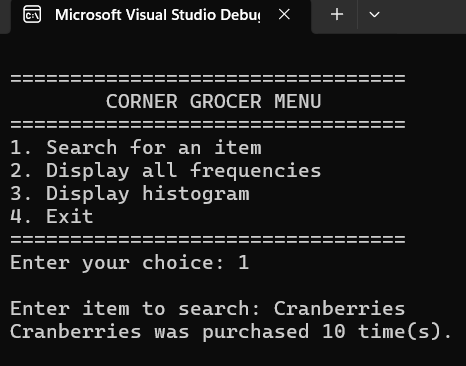 Microsoft Visual Studio Debu
=================================
CORNER GROCER MENU
=================================
1. Search for an item
2. Display all frequencies
3. Display histogram
4. Exit
=================================
Enter your choice: 1
Enter item to search: Cranberries
Cranberries was purchased 10 time(s).